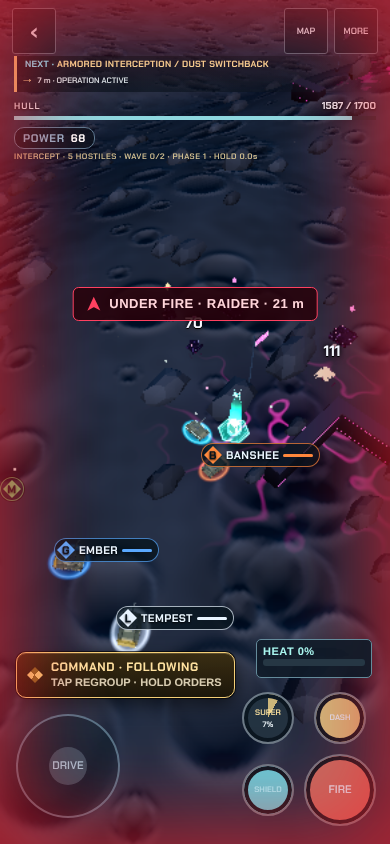 ‹
MAP
MORE
NEXT · ARMORED INTERCEPTION / DUST SWITCHBACK
→ 7 m · OPERATION ACTIVE
HULL
1587 / 1700
POWER 68
INTERCEPT · 5 HOSTILES · WAVE 0/2 · PHASE 1 · HOLD 0.0s
UNDER FIRE · RAIDER · 21 m
70
111
B BANSHEE
M
G EMBER
L TEMPEST
HEAT 0%
COMMAND · FOLLOWING
TAP REGROUP · HOLD ORDERS
SUPER
7%
DASH
DRIVE
SHIELD
FIRE